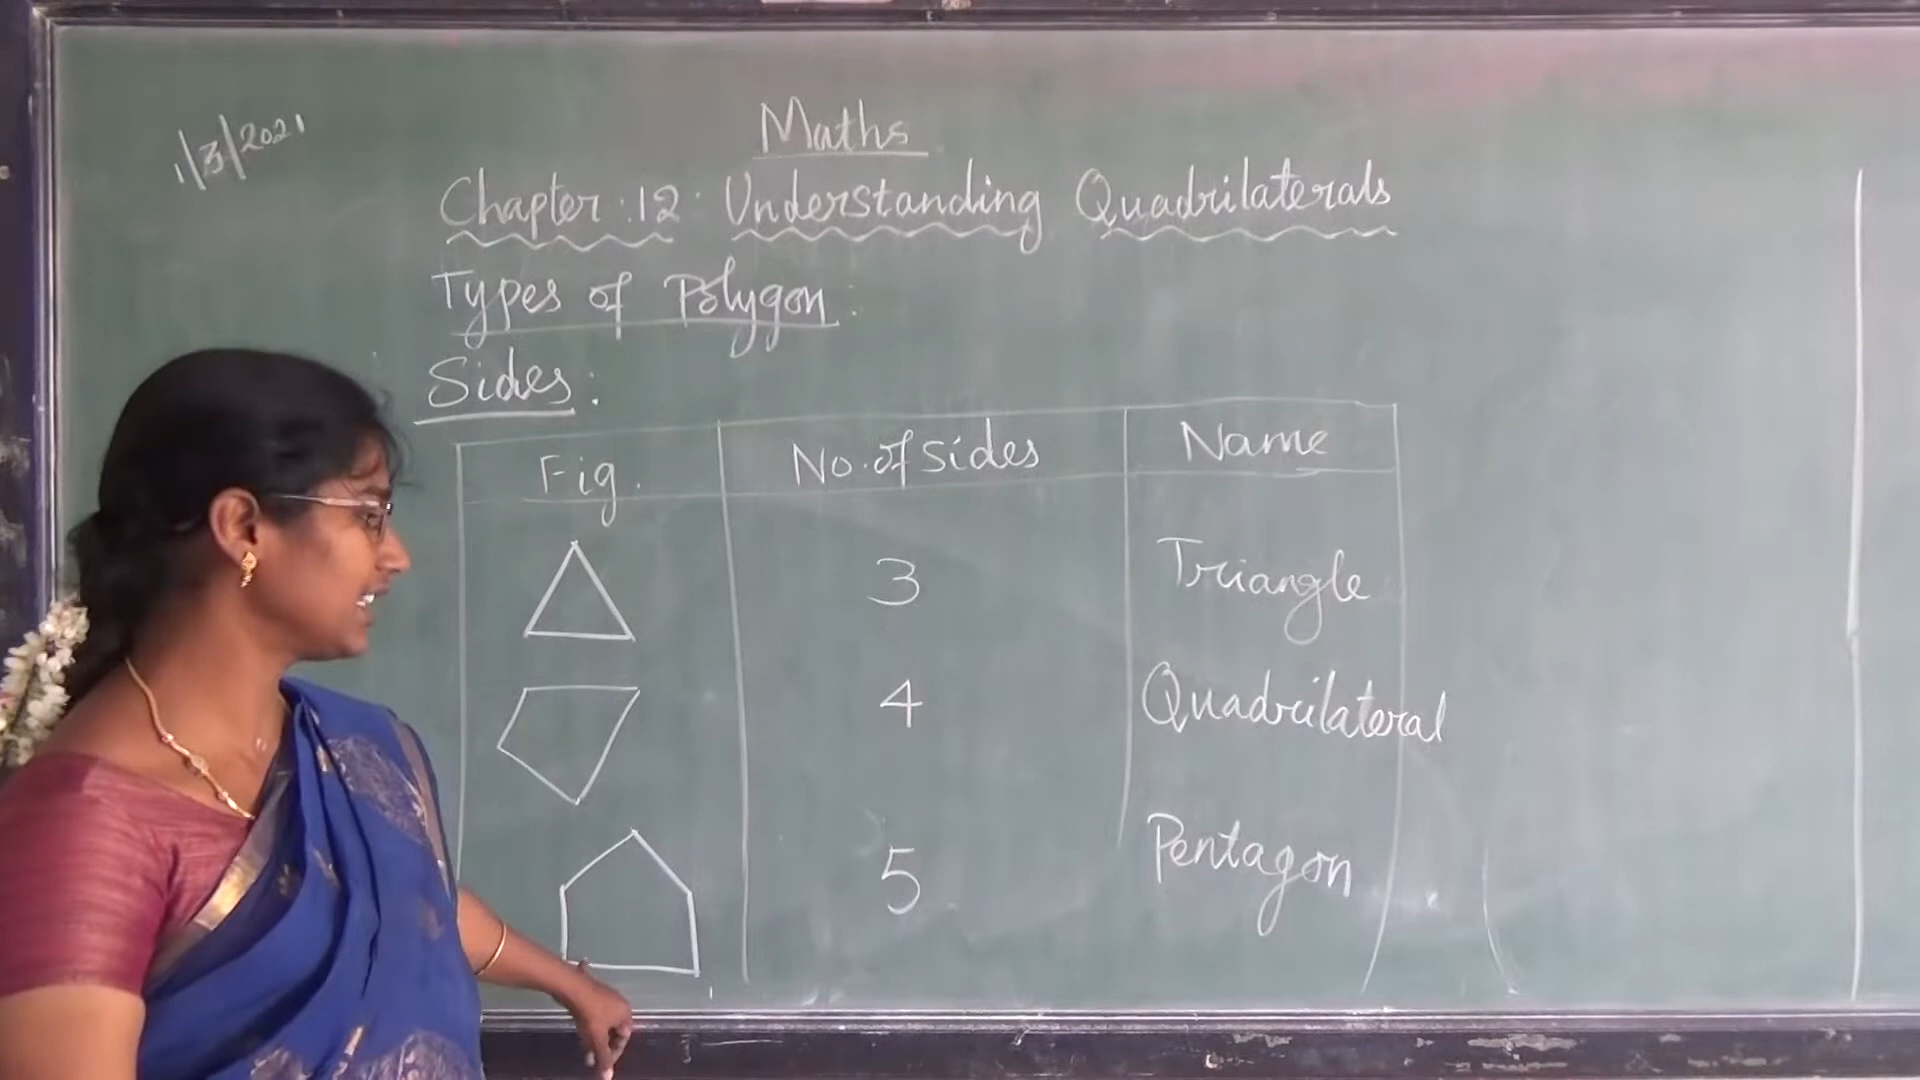 1/3/2021
Maths
Chapter : 12 : Understanding Quadrilaterals
Types of Polygon :
Sides :
Fig. No. of Sides Name
3 Triangle
4 Quadrilateral
5 Pentagon